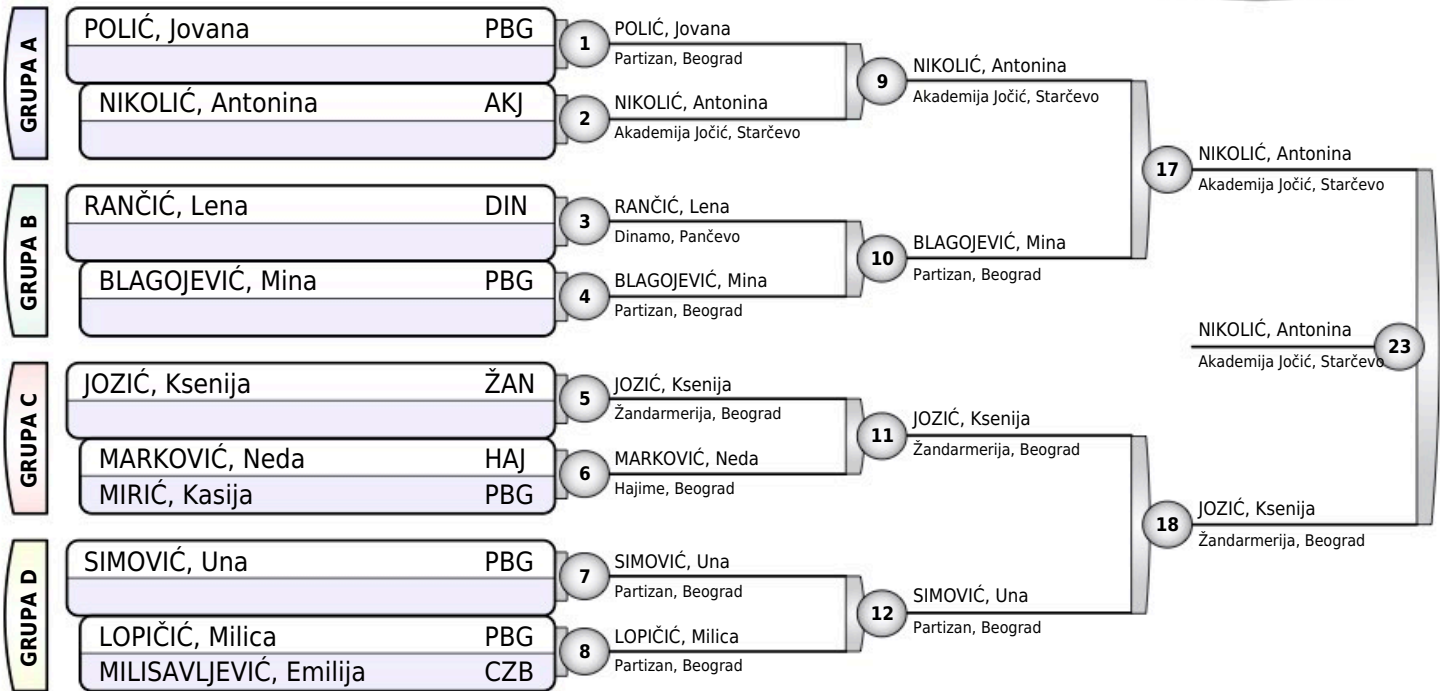 GRUPA A
POLIĆ, Jovana PBG
NIKOLIĆ, Antonina AKJ
1
POLIĆ, Jovana
Partizan, Beograd
2
NIKOLIĆ, Antonina
Akademija Jočić, Starčevo
9
NIKOLIĆ, Antonina
Akademija Jočić, Starčevo
GRUPA B
RANČIĆ, Lena DIN
BLAGOJEVIĆ, Mina PBG
3
RANČIĆ, Lena
Dinamo, Pančevo
4
BLAGOJEVIĆ, Mina
Partizan, Beograd
10
BLAGOJEVIĆ, Mina
Partizan, Beograd
17
NIKOLIĆ, Antonina
Akademija Jočić, Starčevo
GRUPA C
JOZIĆ, Ksenija ŽAN
MARKOVIĆ, Neda HAJ
MIRIĆ, Kasija PBG
5
JOZIĆ, Ksenija
Žandarmerija, Beograd
6
MARKOVIĆ, Neda
Hajime, Beograd
11
JOZIĆ, Ksenija
Žandarmerija, Beograd
GRUPA D
SIMOVIĆ, Una PBG
LOPIČIĆ, Milica PBG
MILISAVLJEVIĆ, Emilija CZB
7
SIMOVIĆ, Una
Partizan, Beograd
8
LOPIČIĆ, Milica
Partizan, Beograd
12
SIMOVIĆ, Una
Partizan, Beograd
18
JOZIĆ, Ksenija
Žandarmerija, Beograd
NIKOLIĆ, Antonina
Akademija Jočić, Starčevo
23